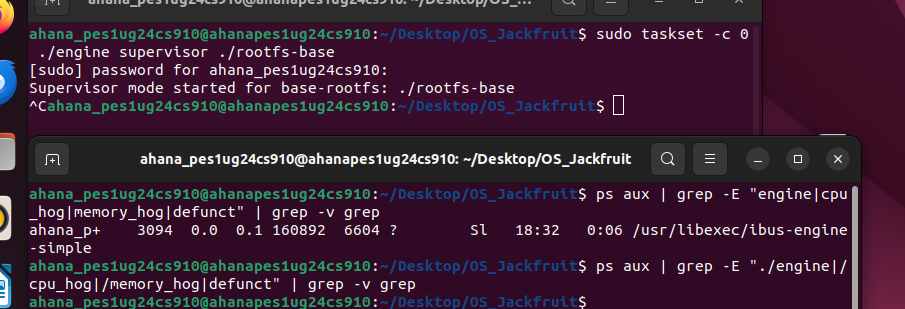 ahana_pes1ug24cs910@ahanapes1ug24cs910: ~/Desktop/OS_J...
ahana_pes1ug24cs910@ahanapes1ug24cs910:~/Desktop/OS_Jackfruit$ sudo taskset -c 0
 ./engine supervisor ./rootfs-base
[sudo] password for ahana_pes1ug24cs910:
Supervisor mode started for base-rootfs: ./rootfs-base
^Cahana_pes1ug24cs910@ahanapes1ug24cs910:~/Desktop/OS_Jackfruit$
ahana_pes1ug24cs910@ahanapes1ug24cs910: ~/Desktop/OS_Jackfruit
ahana_pes1ug24cs910@ahanapes1ug24cs910:~/Desktop/OS_Jackfruit$ ps aux | grep -E "engine|cpu
_hog|memory_hog|defunct" | grep -v grep
ahana_p+    3094  0.0  0.1 160892  6604 ?        Sl   18:32   0:06 /usr/libexec/ibus-engine
-simple
ahana_pes1ug24cs910@ahanapes1ug24cs910:~/Desktop/OS_Jackfruit$ ps aux | grep -E "./engine|/
cpu_hog|/memory_hog|defunct" | grep -v grep
ahana_pes1ug24cs910@ahanapes1ug24cs910:~/Desktop/OS_Jackfruit$